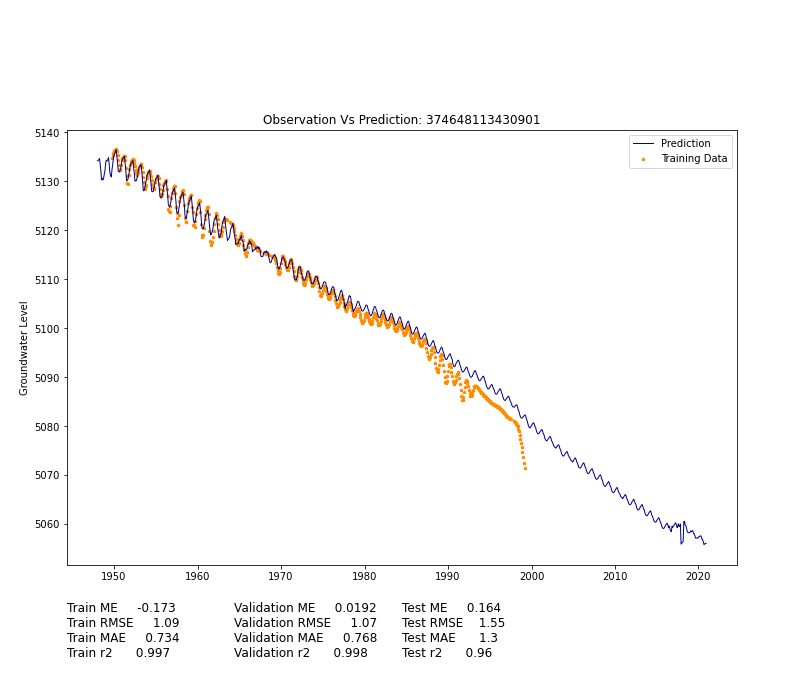 Observation Vs Prediction: 374648113430901
5140
5130
5120
5110
5100
5090
5080
5070
5060
Groundwater Level
Prediction
Training Data
1950 1960 1970 1980 1990 2000 2010 2020
Train ME -0.173 Validation ME 0.0192 Test ME 0.164
Train RMSE 1.09 Validation RMSE 1.07 Test RMSE 1.55
Train MAE 0.734 Validation MAE 0.768 Test MAE 1.3
Train r2 0.997 Validation r2 0.998 Test r2 0.96